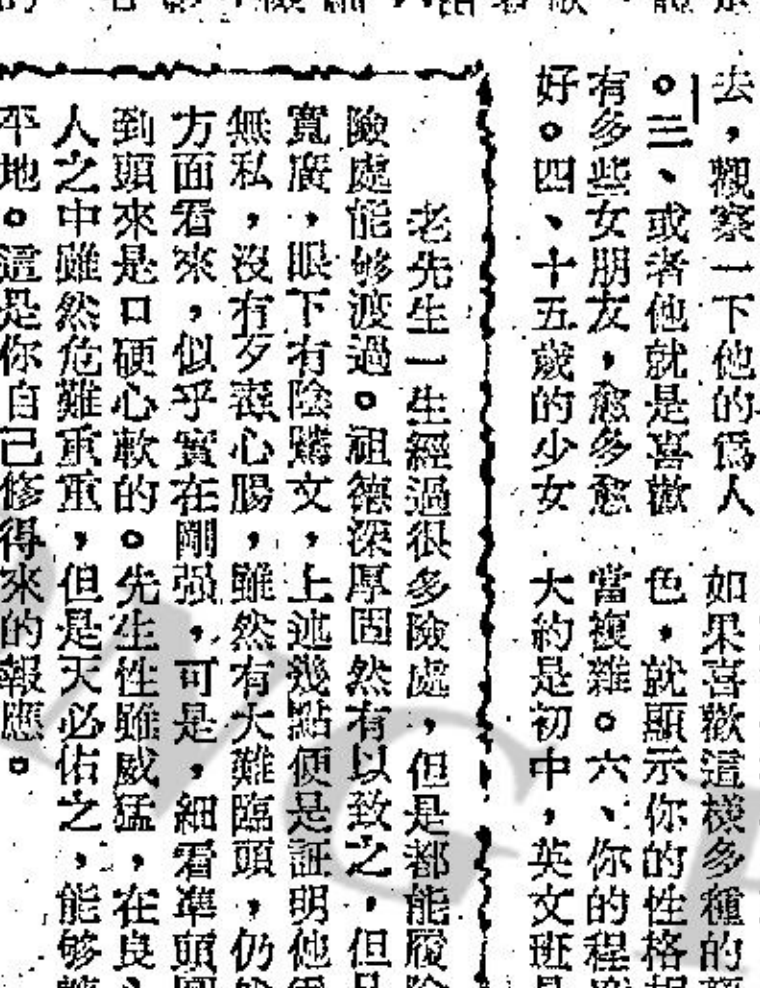 去，觀察一下他的爲人
。三、或者他就是喜歡
有多些女朋友，愈多愈
好。四、十五歲的少女
如果喜歡這樣多種的
色，就顯示你的性格
當複雜。六、你的程
大約是初中，英文班
老先生一生經過很多險處，但是都能履
險處能够渡過。祖德深厚固然有以致之，但
寬廣，眼下有陰騭文，上述幾點便是証明他
無私，沒有歹毒心腸，雖然有大難臨頭，仍
方面看來，似乎實在剛强，可是，細看準頭
到頭來是口硬心軟的。先生性雖威猛，在良
人之中雖然危難重重，但是天必佑之，能够
平地。這是你自己修得來的報應。